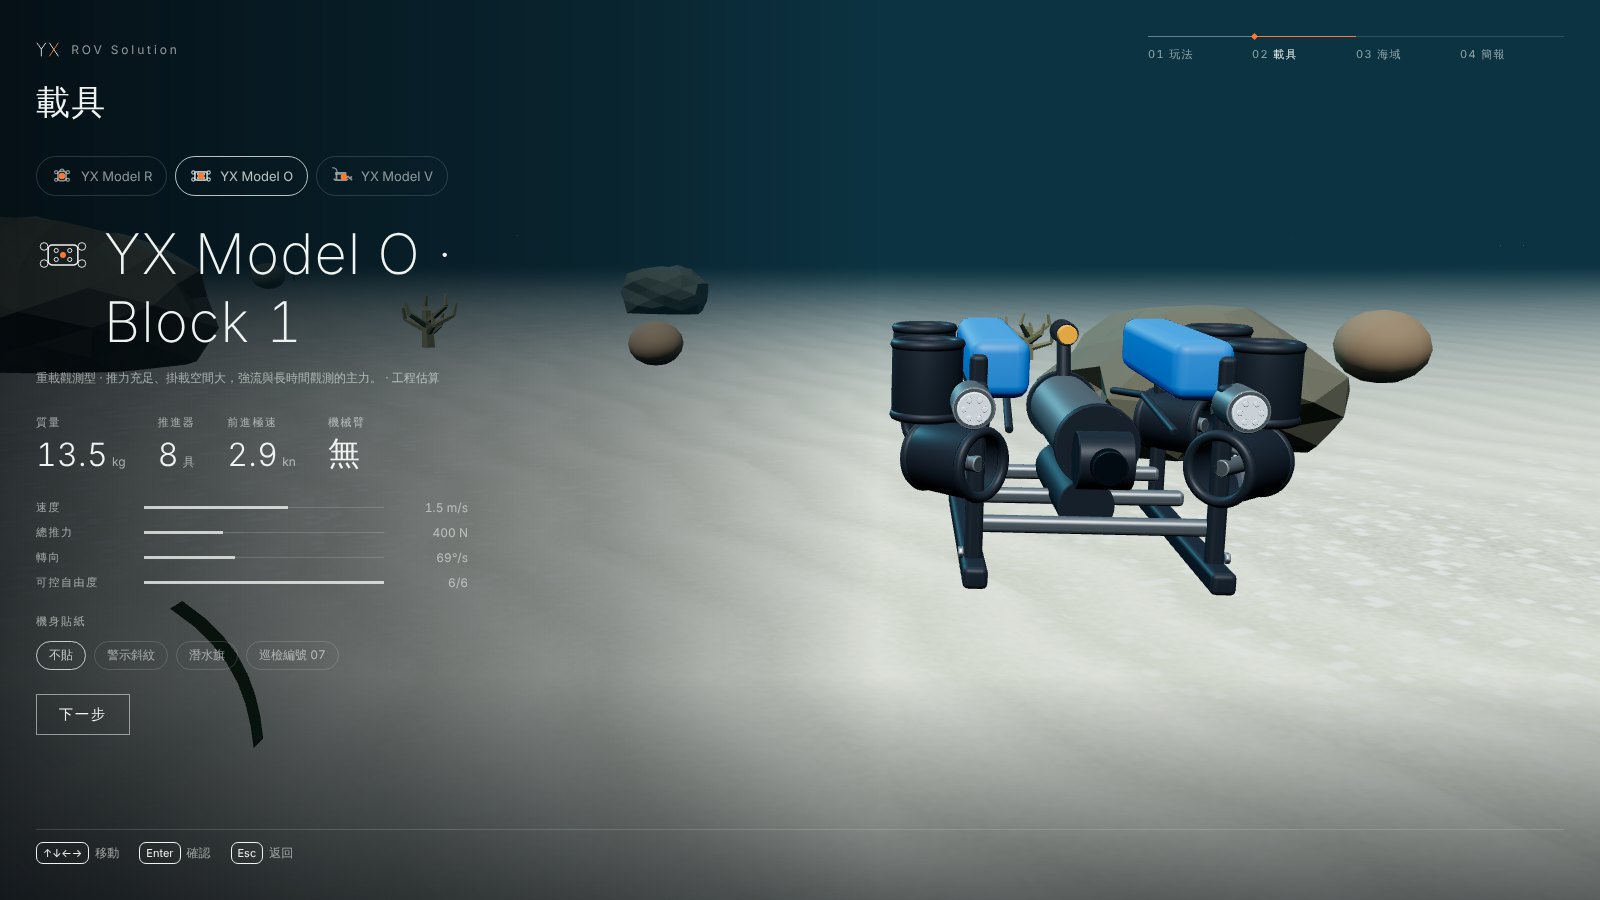 YX ROV Solution
01 玩法 02 載具 03 海域 04 簡報
載具
YX Model R YX Model O YX Model V
YX Model O ·
Block 1
重載觀測型 · 推力充足、掛載空間大，強流與長時間觀測的主力。 · 工程估算
質量 推進器 前進極速 機械臂
13.5 kg 8 具 2.9 kn 無
速度 1.5 m/s
總推力 400 N
轉向 69°/s
可控自由度 6/6
機身貼紙
不貼 警示斜紋 潛水旗 巡檢編號 07
下一步
↑↓←→ 移動 Enter 確認 Esc 返回